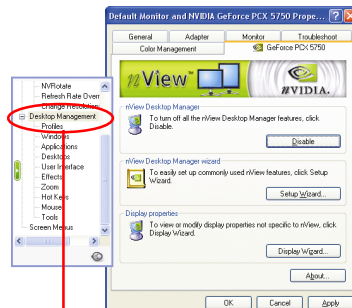 Default Monitor and NVIDIA GeForce PCX 5750 Prope...
General
Adapter
Monitor
Troubleshoot
Color Management
GeForce PCX 5750
nView
NVIDIA.
NVRotate
Refresh Rate Overr
Change Resolution
Desktop Management
Profiles
Windows
Applications
Desktops
User Interface
Effects
Zoom
Hot Keys
Mouse
Tools
Screen Menus
nView Desktop Manager
To turn off all the nView Desktop Manager features, click
Disable.
Disable
nView Desktop Manager wizard
To easily set up commonly used nView features, click Setup
Wizard.
Setup Wizard...
Display properties
To view or modify display properties not specific to nView, click
Display Wizard.
Display Wizard...
About...
OK
Cancel
Apply